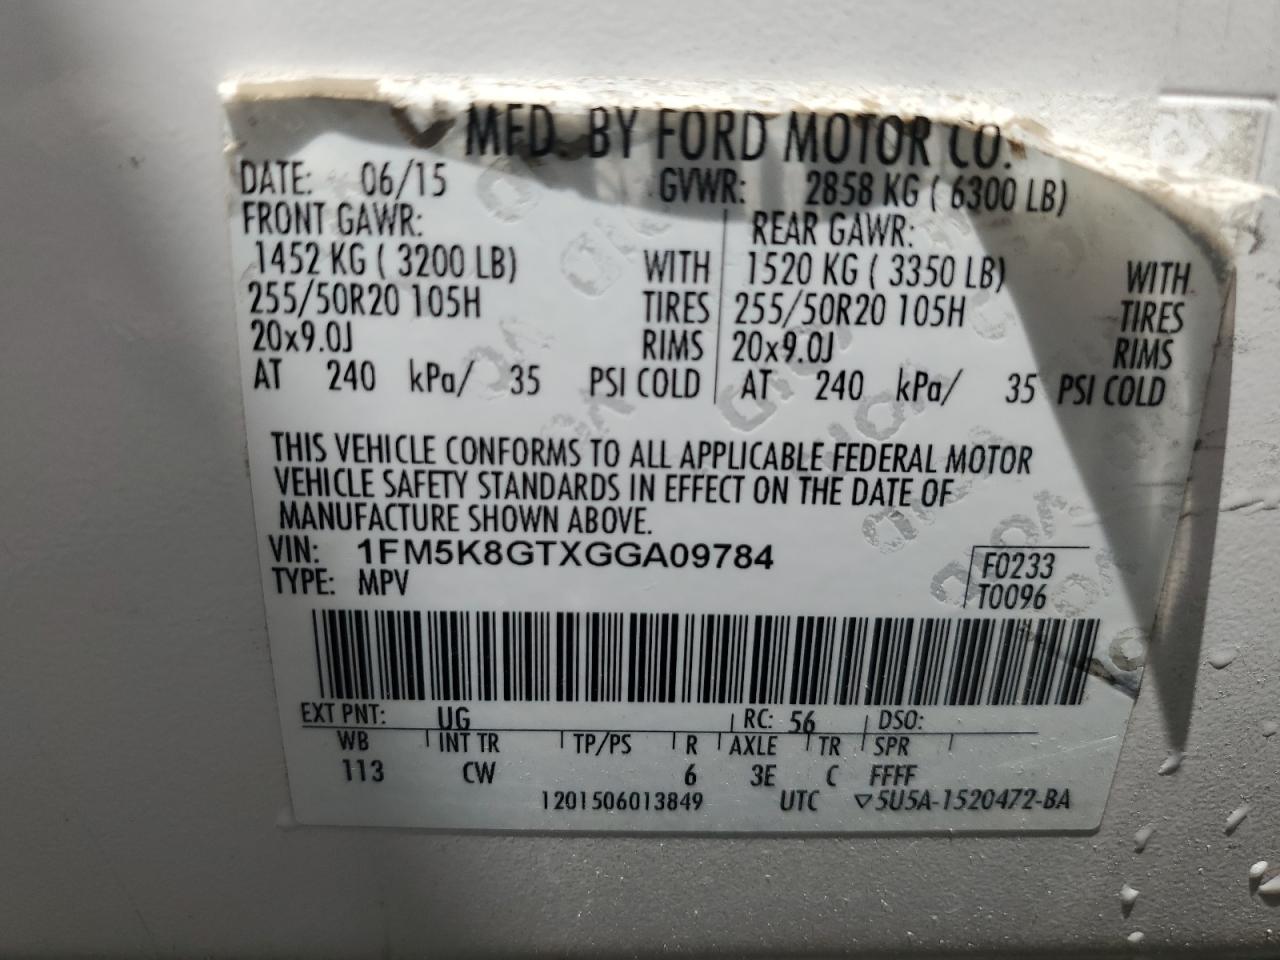 MFD. BY FORD MOTOR CO.
DATE: 06/15 GVWR: 2858 KG ( 6300 LB)
FRONT GAWR: REAR GAWR:
1452 KG ( 3200 LB) WITH 1520 KG ( 3350 LB) WITH
255/50R20 105H TIRES 255/50R20 105H TIRES
20x9.0J RIMS 20x9.0J RIMS
AT 240 kPa/ 35 PSI COLD AT 240 kPa/ 35 PSI COLD
THIS VEHICLE CONFORMS TO ALL APPLICABLE FEDERAL MOTOR
VEHICLE SAFETY STANDARDS IN EFFECT ON THE DATE OF
MANUFACTURE SHOWN ABOVE.
VIN: 1FM5K8GTXGGA09784 F0233
TYPE: MPV T0096
EXT PNT: UG RC: 56 DSO:
WB INT TR TP/PS R AXLE TR SPR
113 CW 6 3E C FFFF
1201506013849 UTC ▽5U5A-1520472-BA